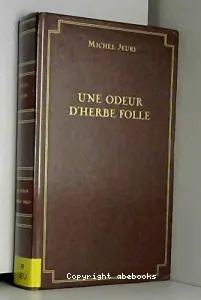 MICHEL JEURY
UNE ODEUR
D'HERBE FOLLE
Copyright abebooks